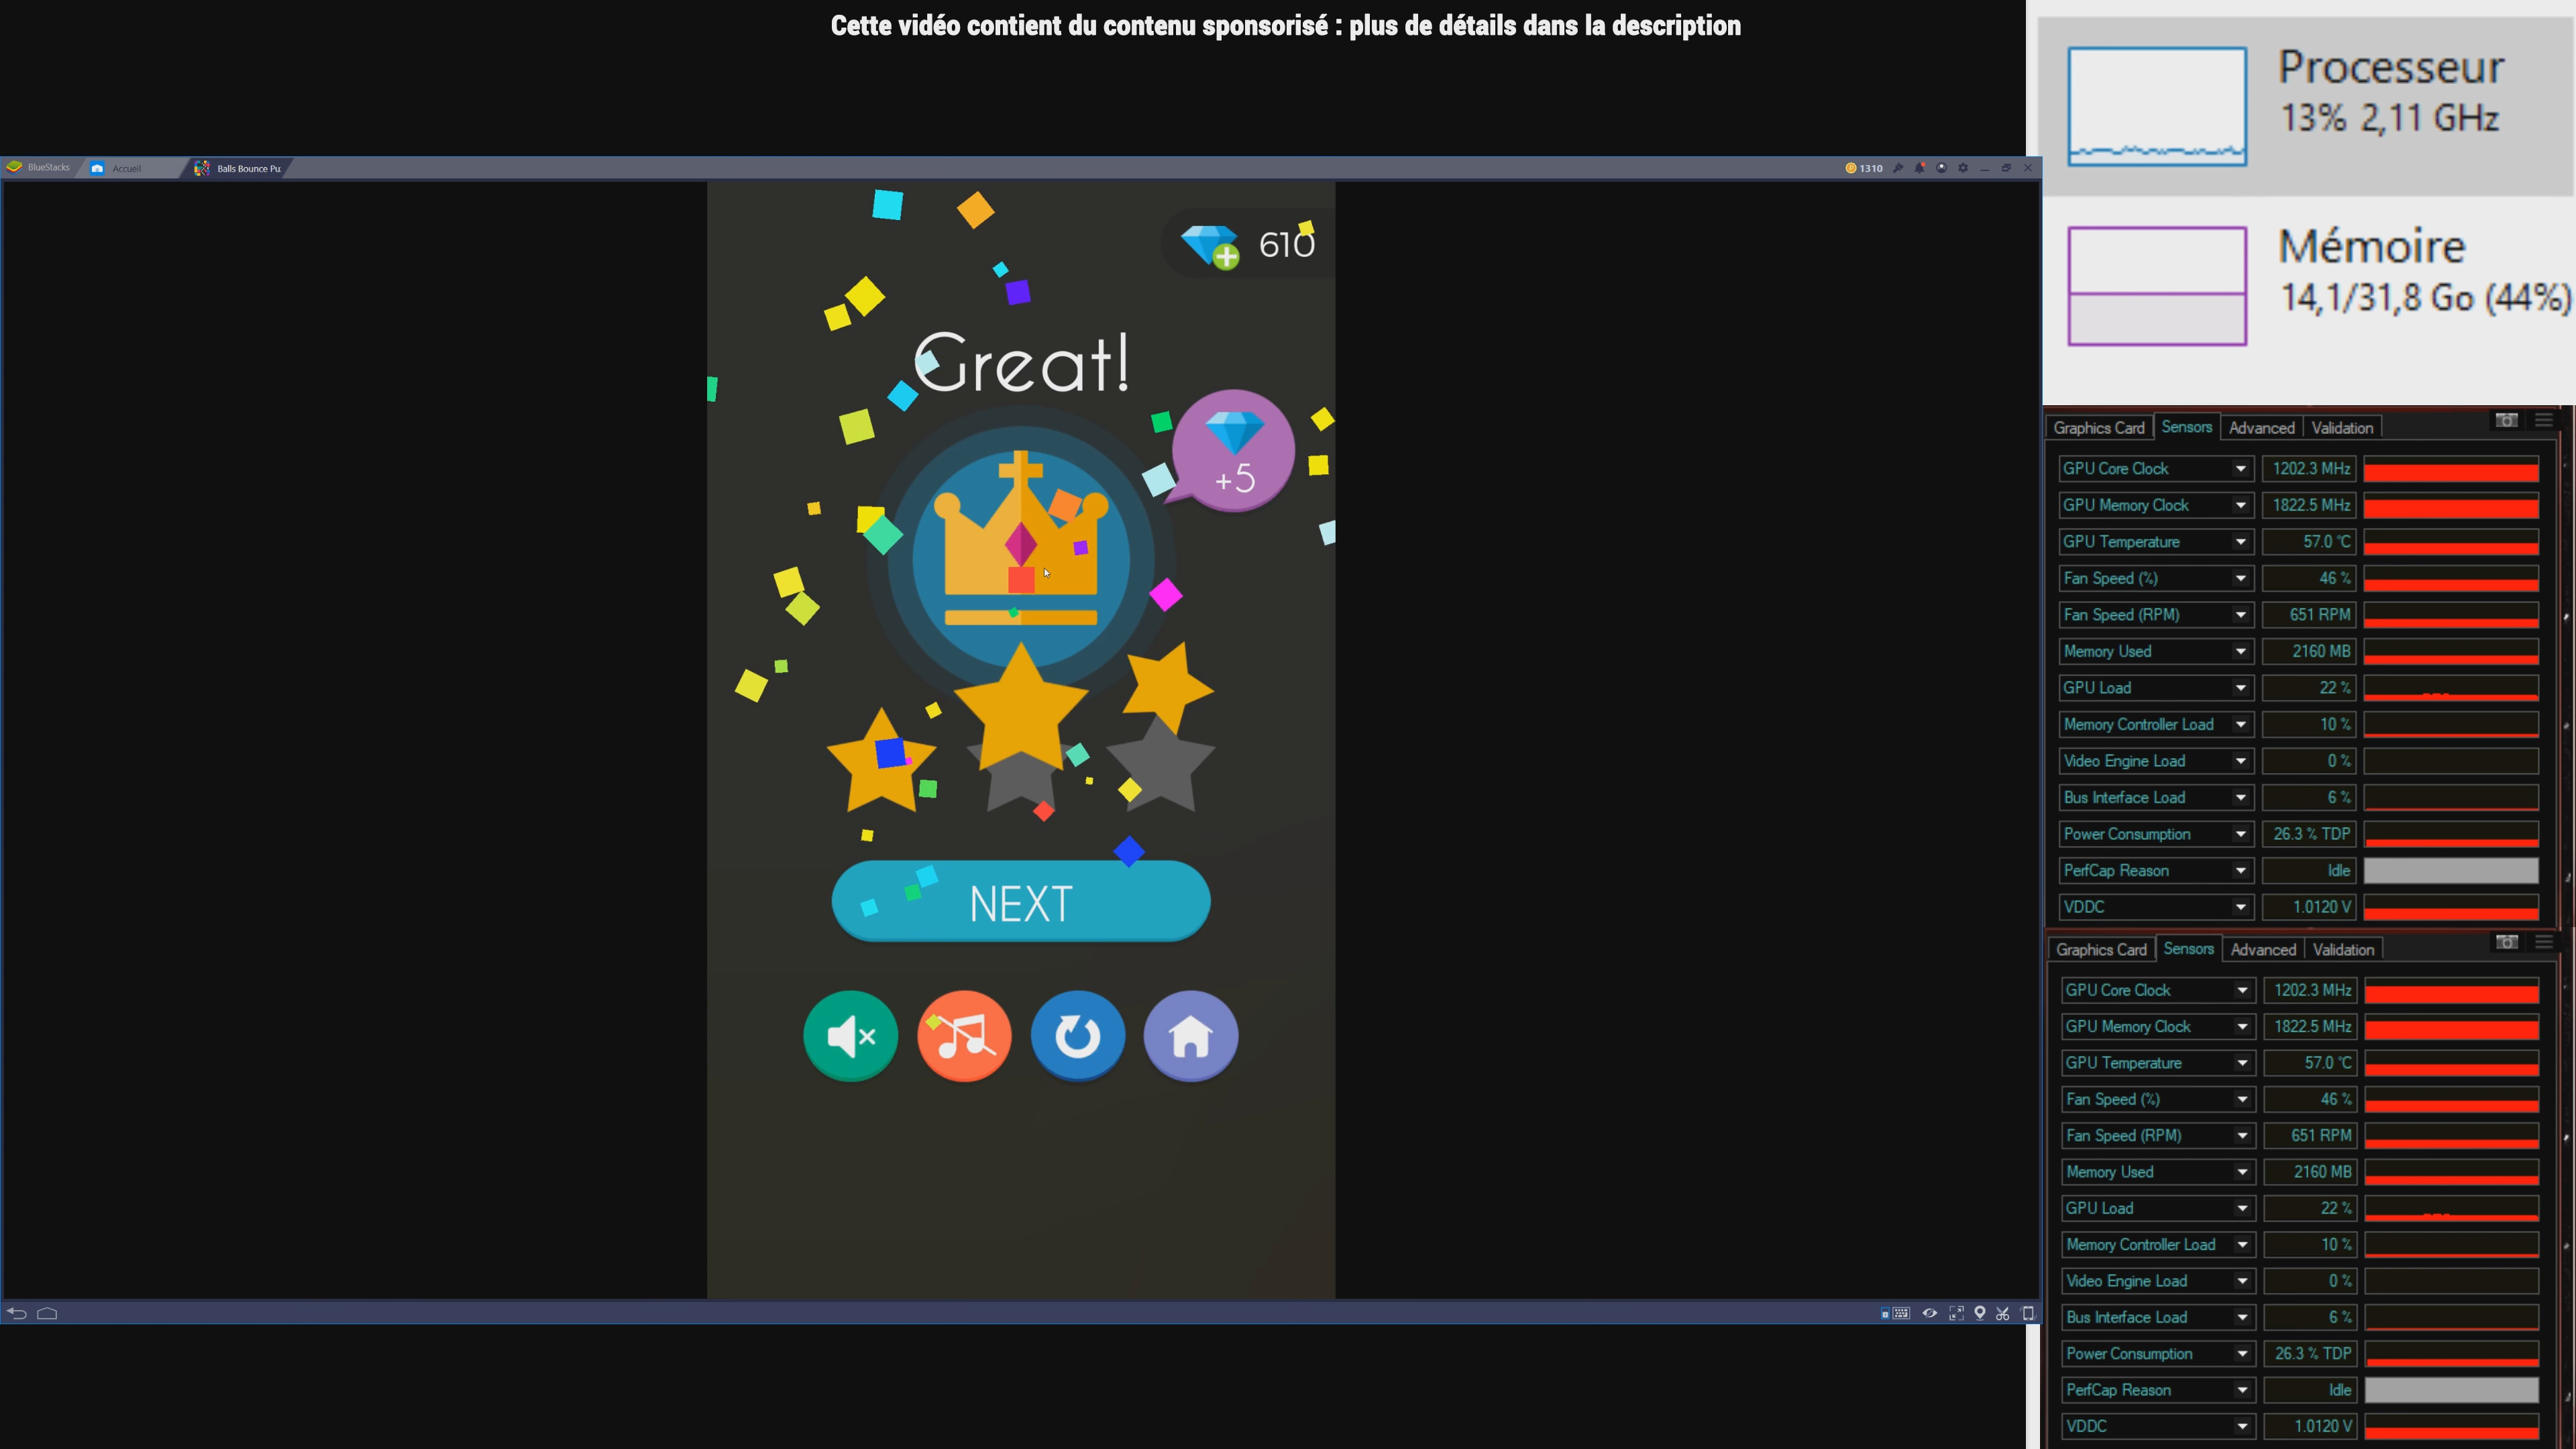 Cette vidéo contient du contenu sponsorisé : plus de détails dans la description
BlueStacks
Accueil
Balls Bounce Pu
1310
610
Great!
+5
NEXT
Processeur
13% 2,11 GHz
Mémoire
14,1/31,8 Go (44%)
Graphics Card Sensors Advanced Validation
GPU Core Clock 1202.3 MHz
GPU Memory Clock 1822.5 MHz
GPU Temperature 57.0 °C
Fan Speed (%) 46 %
Fan Speed (RPM) 651 RPM
Memory Used 2160 MB
GPU Load 22 %
Memory Controller Load 10 %
Video Engine Load 0 %
Bus Interface Load 6 %
Power Consumption 26.3 % TDP
PerfCap Reason Idle
VDDC 1.0120 V
Graphics Card Sensors Advanced Validation
GPU Core Clock 1202.3 MHz
GPU Memory Clock 1822.5 MHz
GPU Temperature 57.0 °C
Fan Speed (%) 46 %
Fan Speed (RPM) 651 RPM
Memory Used 2160 MB
GPU Load 22 %
Memory Controller Load 10 %
Video Engine Load 0 %
Bus Interface Load 6 %
Power Consumption 26.3 % TDP
PerfCap Reason Idle
VDDC 1.0120 V